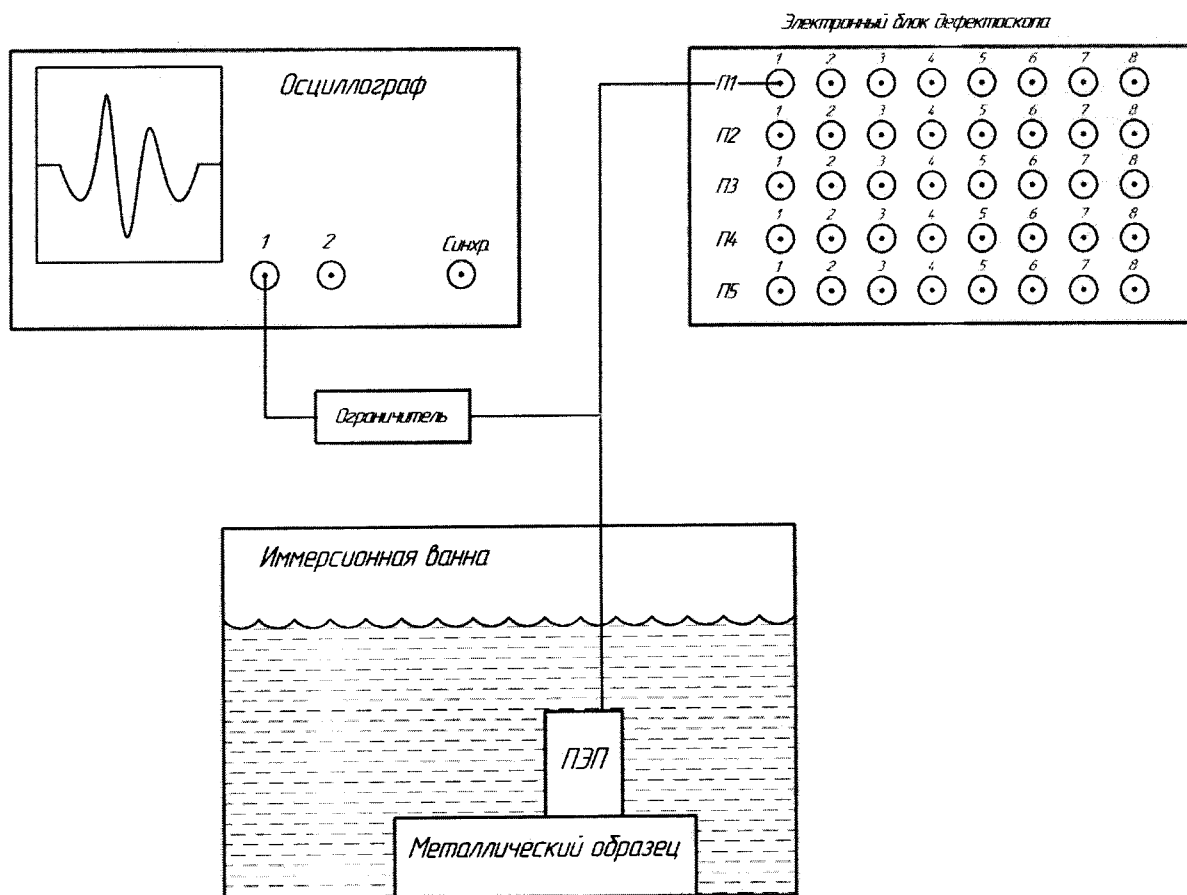 Электронный блок дефектоскопа
Осциллограф
1 2 Синхр.
1 2 3 4 5 6 7 8
П1
1 2 3 4 5 6 7 8
П2
1 2 3 4 5 6 7 8
П3
1 2 3 4 5 6 7 8
П4
1 2 3 4 5 6 7 8
П5
Ограничитель
Иммерсионная ванна
ПЭП
Металлический образец